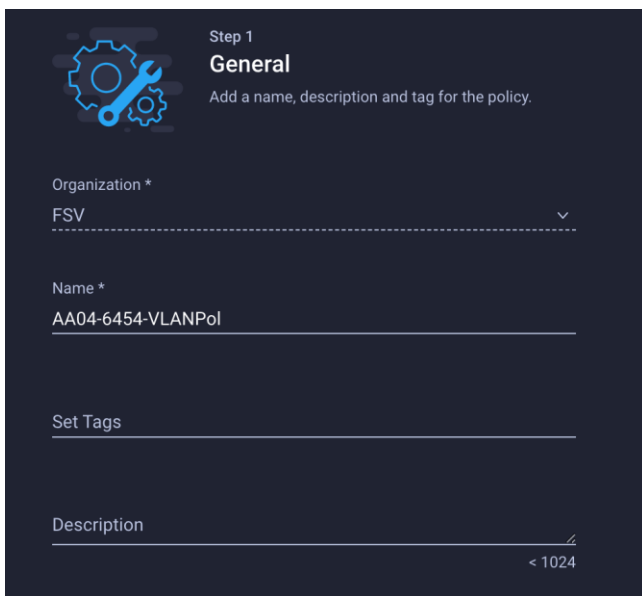 Step 1
General
Add a name, description and tag for the policy.
Organization *
FSV
Name *
AA04-6454-VLANPol
Set Tags
Description
< 1024